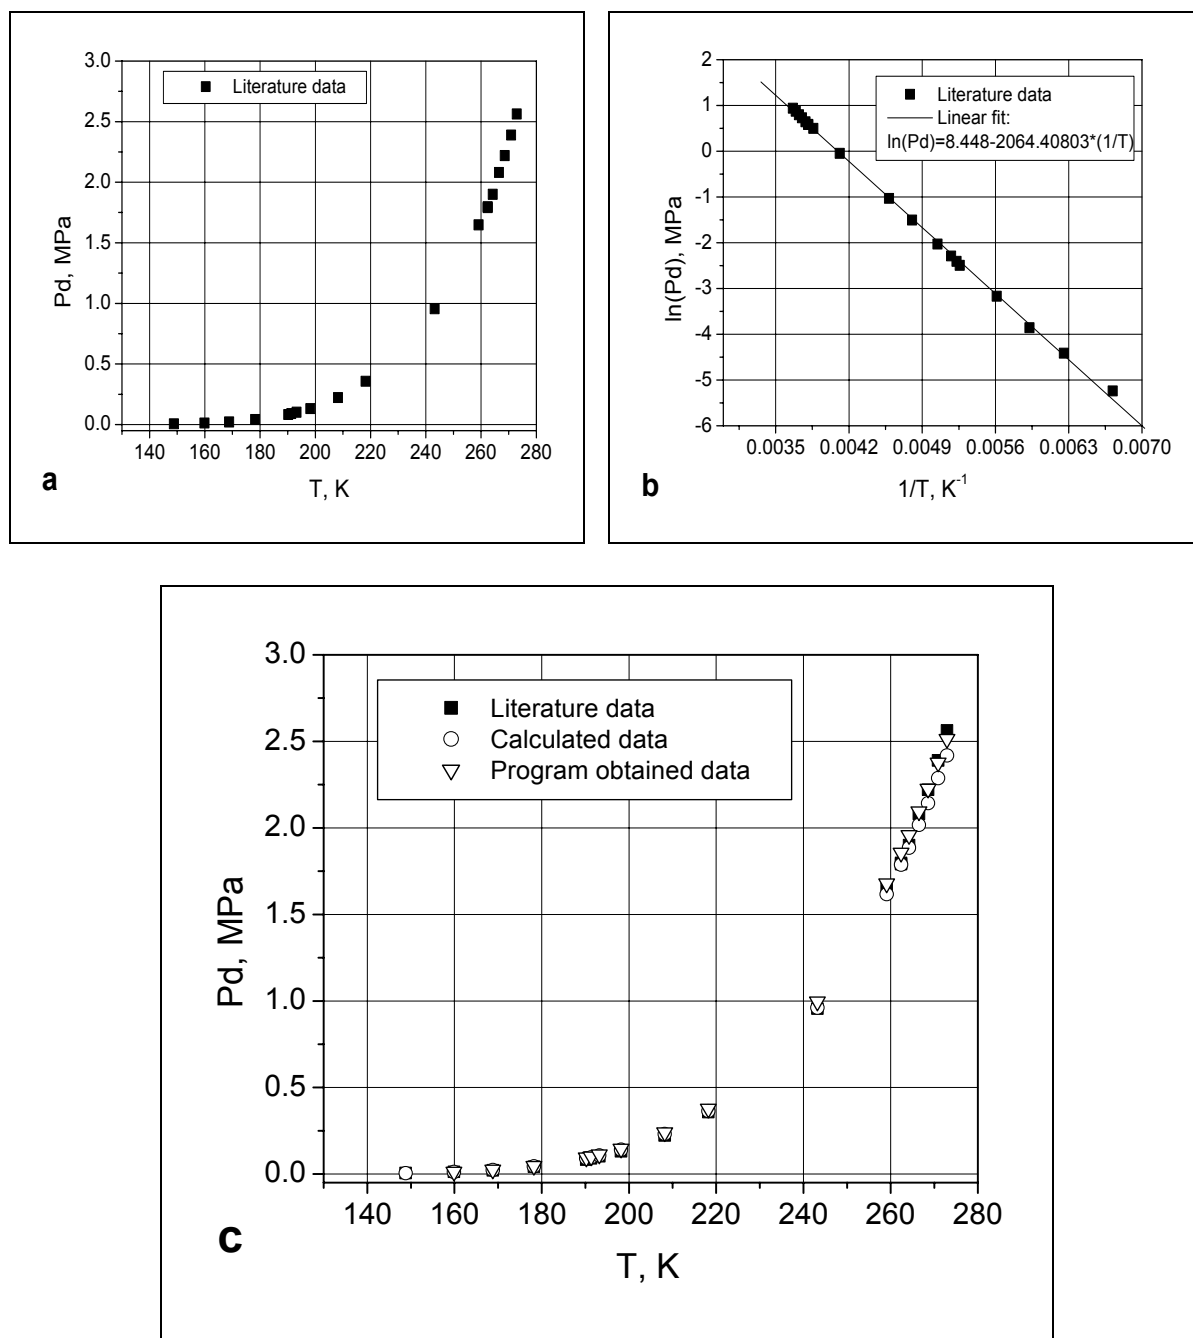 3.0
2.5
2.0
1.5
1.0
0.5
0.0
Pd, MPa
Literature data
140 160 180 200 220 240 260 280
T, K
a
2
1
0
-1
-2
-3
-4
-5
-6
ln(Pd), MPa
Literature data
Linear fit:
ln(Pd)=8.448-2064.40803*(1/T)
0.0035 0.0042 0.0049 0.0056 0.0063 0.0070
1/T, K-1
b
3.0
2.5
2.0
1.5
1.0
0.5
0.0
Pd, MPa
Literature data
Calculated data
Program obtained data
140 160 180 200 220 240 260 280
T, K
c